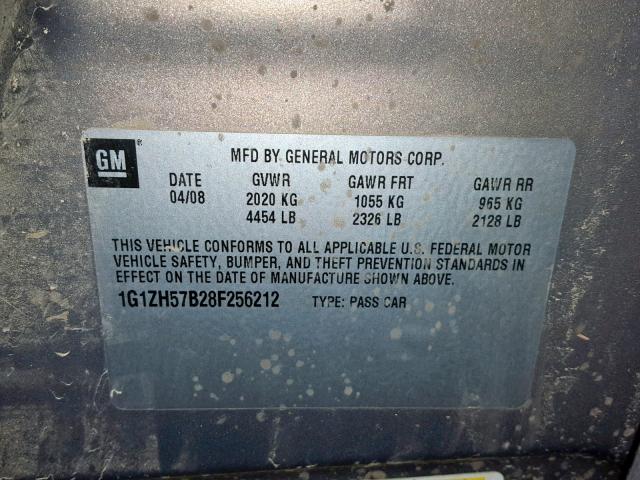 GM ®
MFD BY GENERAL MOTORS CORP.
DATE GVWR GAWR FRT GAWR RR
04/08 2020 KG 1055 KG 965 KG
4454 LB 2326 LB 2128 LB
THIS VEHICLE CONFORMS TO ALL APPLICABLE U.S. FEDERAL MOTOR
VEHICLE SAFETY, BUMPER, AND THEFT PREVENTION STANDARDS IN
EFFECT ON THE DATE OF MANUFACTURE SHOWN ABOVE.
1G1ZH57B28F256212 TYPE: PASS CAR